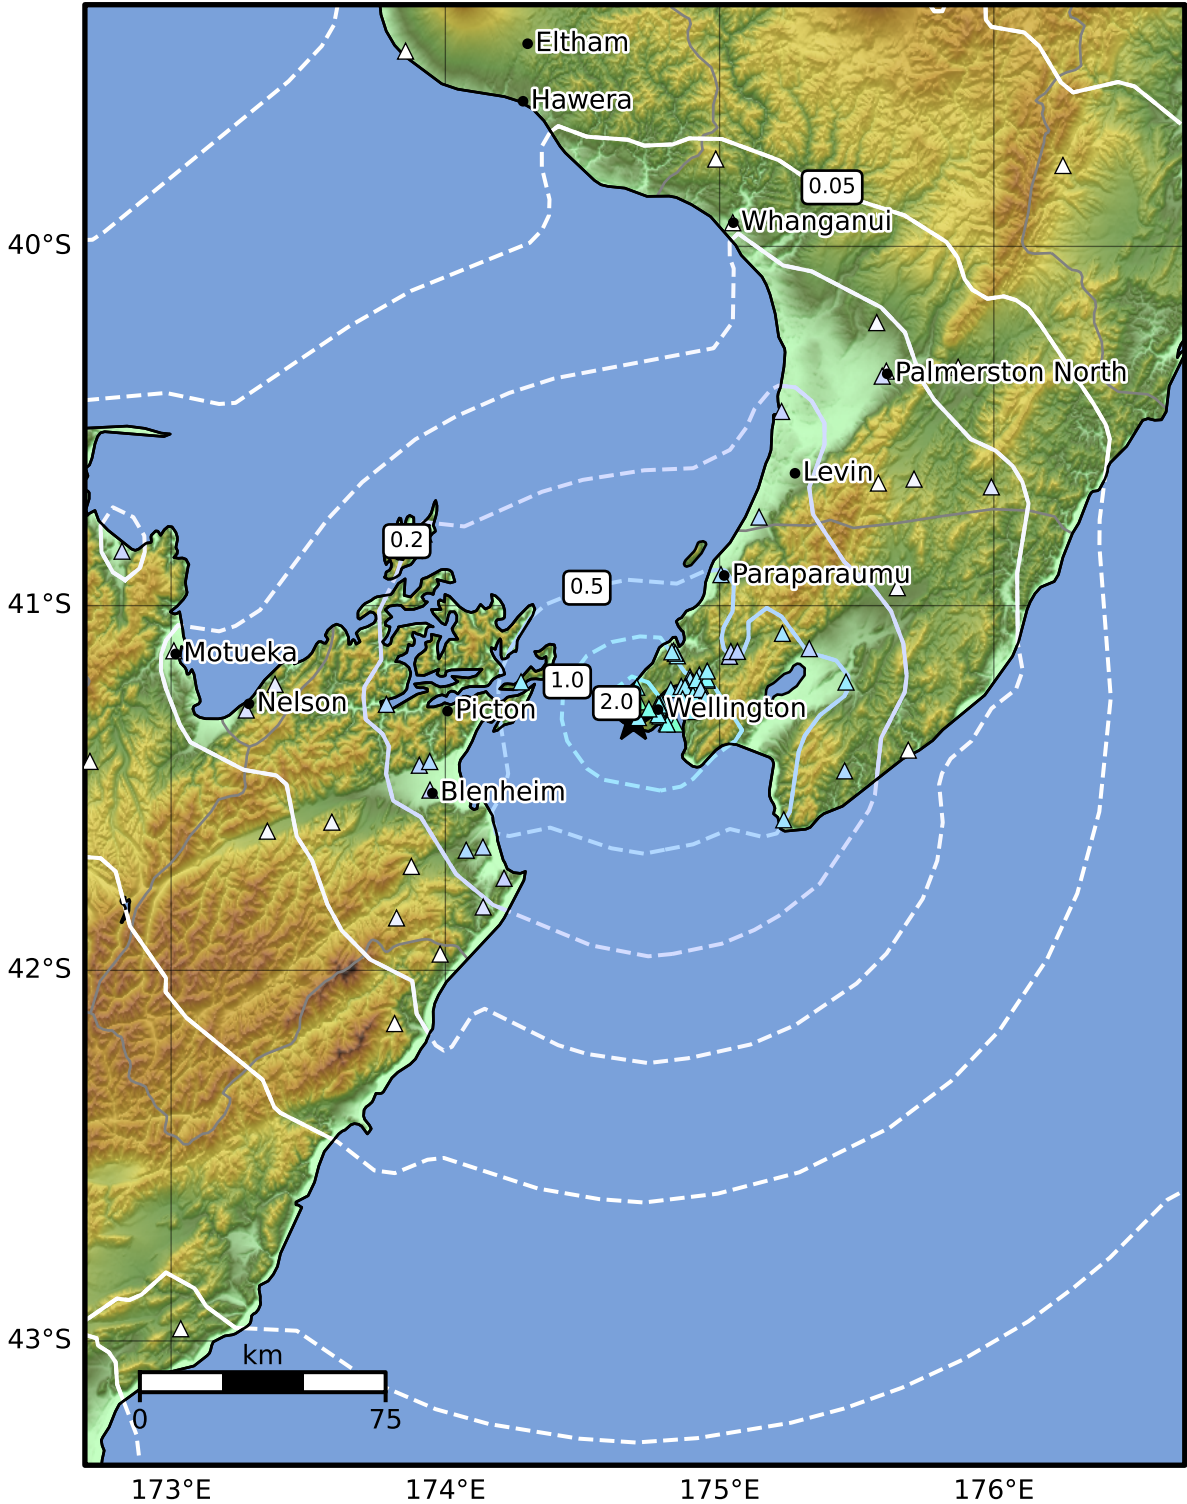 Eltham
Hawera
0.05
Whanganui
40°S
Palmerston North
Levin
0.2
0.5
Paraparaumu
41°S
Motueka
1.0
2.0
Nelson
Picton
Wellington
Blenheim
42°S
43°S
km
0 75
173°E 174°E 175°E 176°E